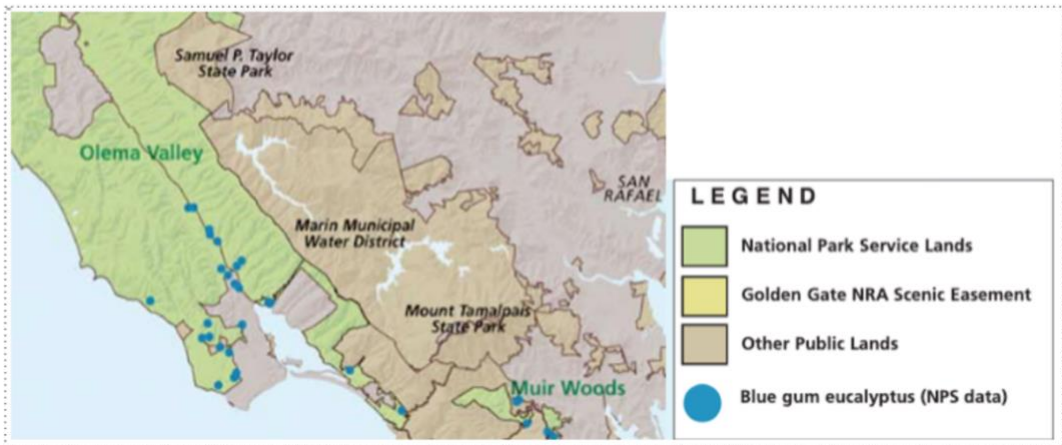 Samuel P. Taylor
State Park
Olema Valley
SAN
RAFAEL
Marin Municipal
Water District
Mount Tamalpais
State Park
Muir Woods
LEGEND
National Park Service Lands
Golden Gate NRA Scenic Easement
Other Public Lands
Blue gum eucalyptus (NPS data)